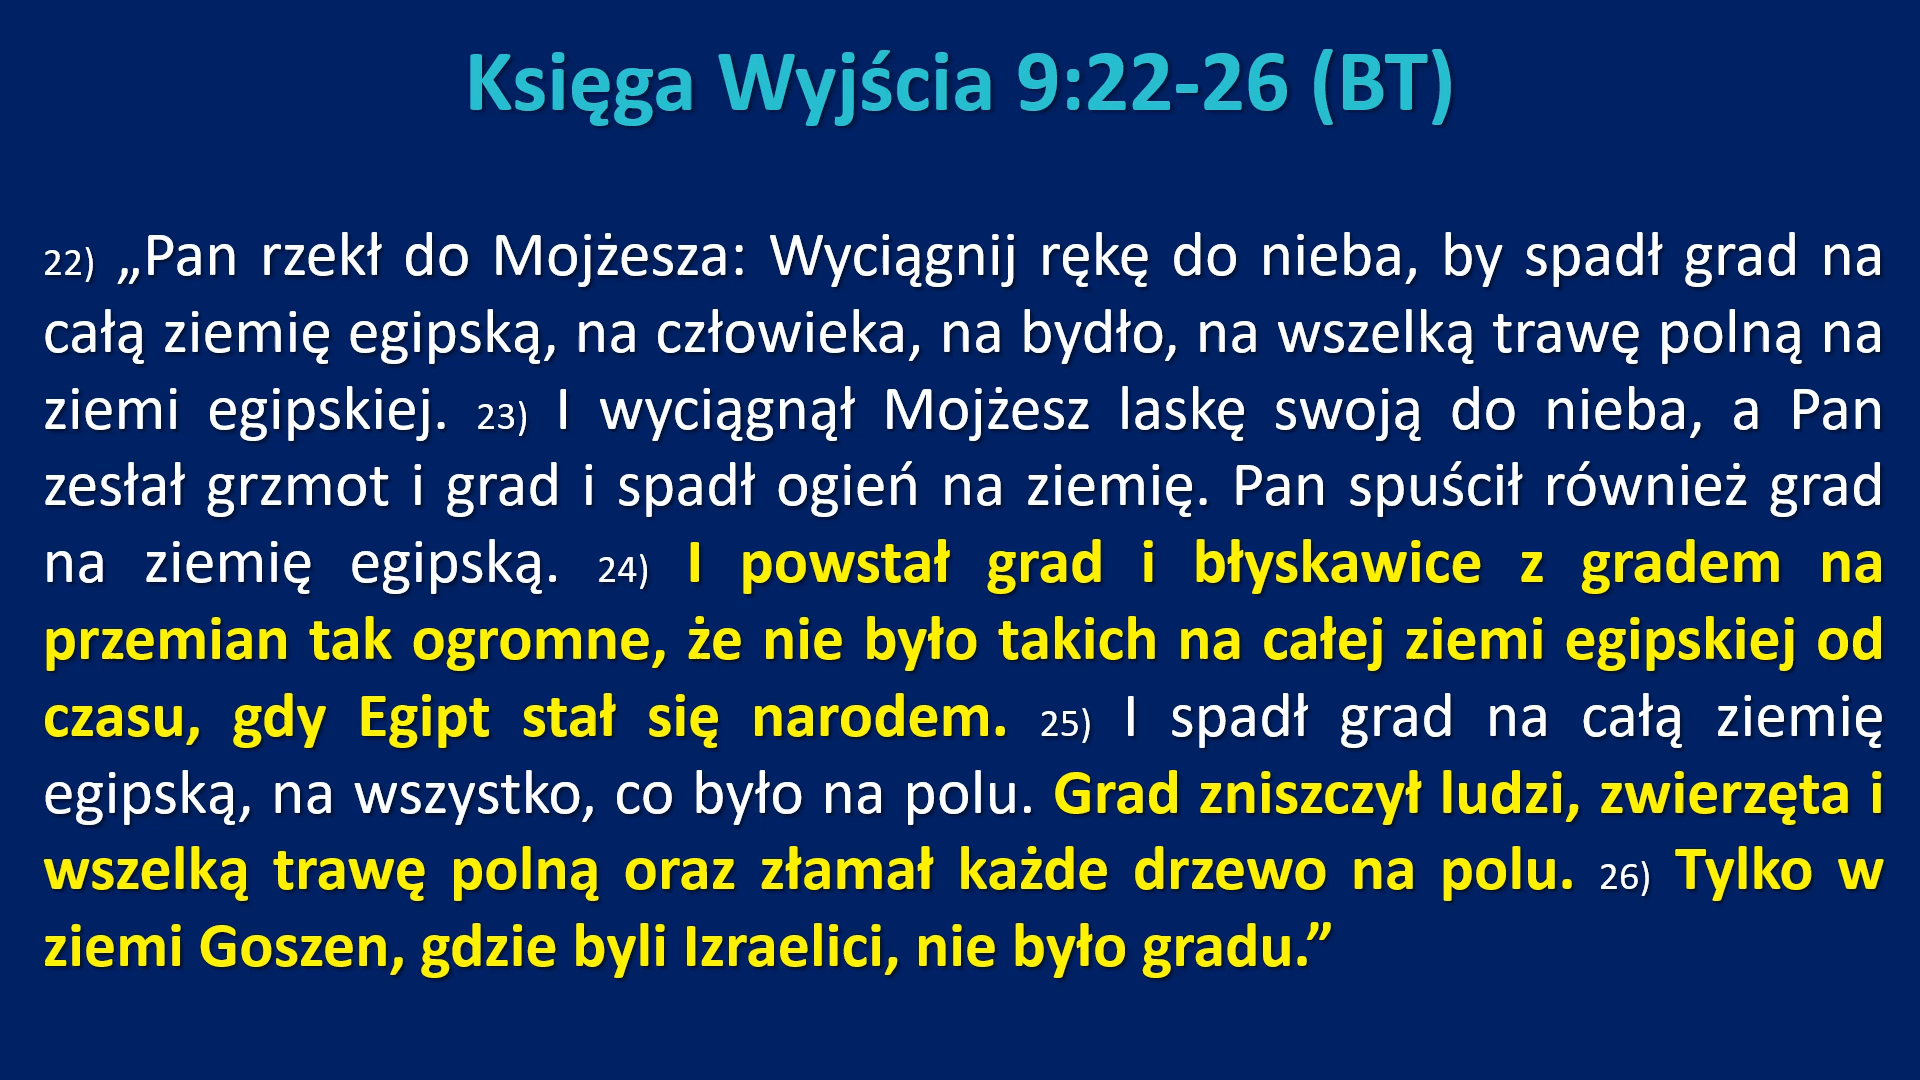 Księga Wyjścia 9:22-26 (BT)
22) „Pan rzekł do Mojżesza: Wyciągnij rękę do nieba, by spadł grad na
całą ziemię egipską, na człowieka, na bydło, na wszelką trawę polną na
ziemi egipskiej. 23) I wyciągnął Mojżesz laskę swoją do nieba, a Pan
zesłał grzmot i grad i spadł ogień na ziemię. Pan spuścił również grad
na ziemię egipską. 24) I powstał grad i błyskawice z gradem na
przemian tak ogromne, że nie było takich na całej ziemi egipskiej od
czasu, gdy Egipt stał się narodem. 25) I spadł grad na całą ziemię
egipską, na wszystko, co było na polu. Grad zniszczył ludzi, zwierzęta i
wszelką trawę polną oraz złamał każde drzewo na polu. 26) Tylko w
ziemi Goszen, gdzie byli Izraelici, nie było gradu.”